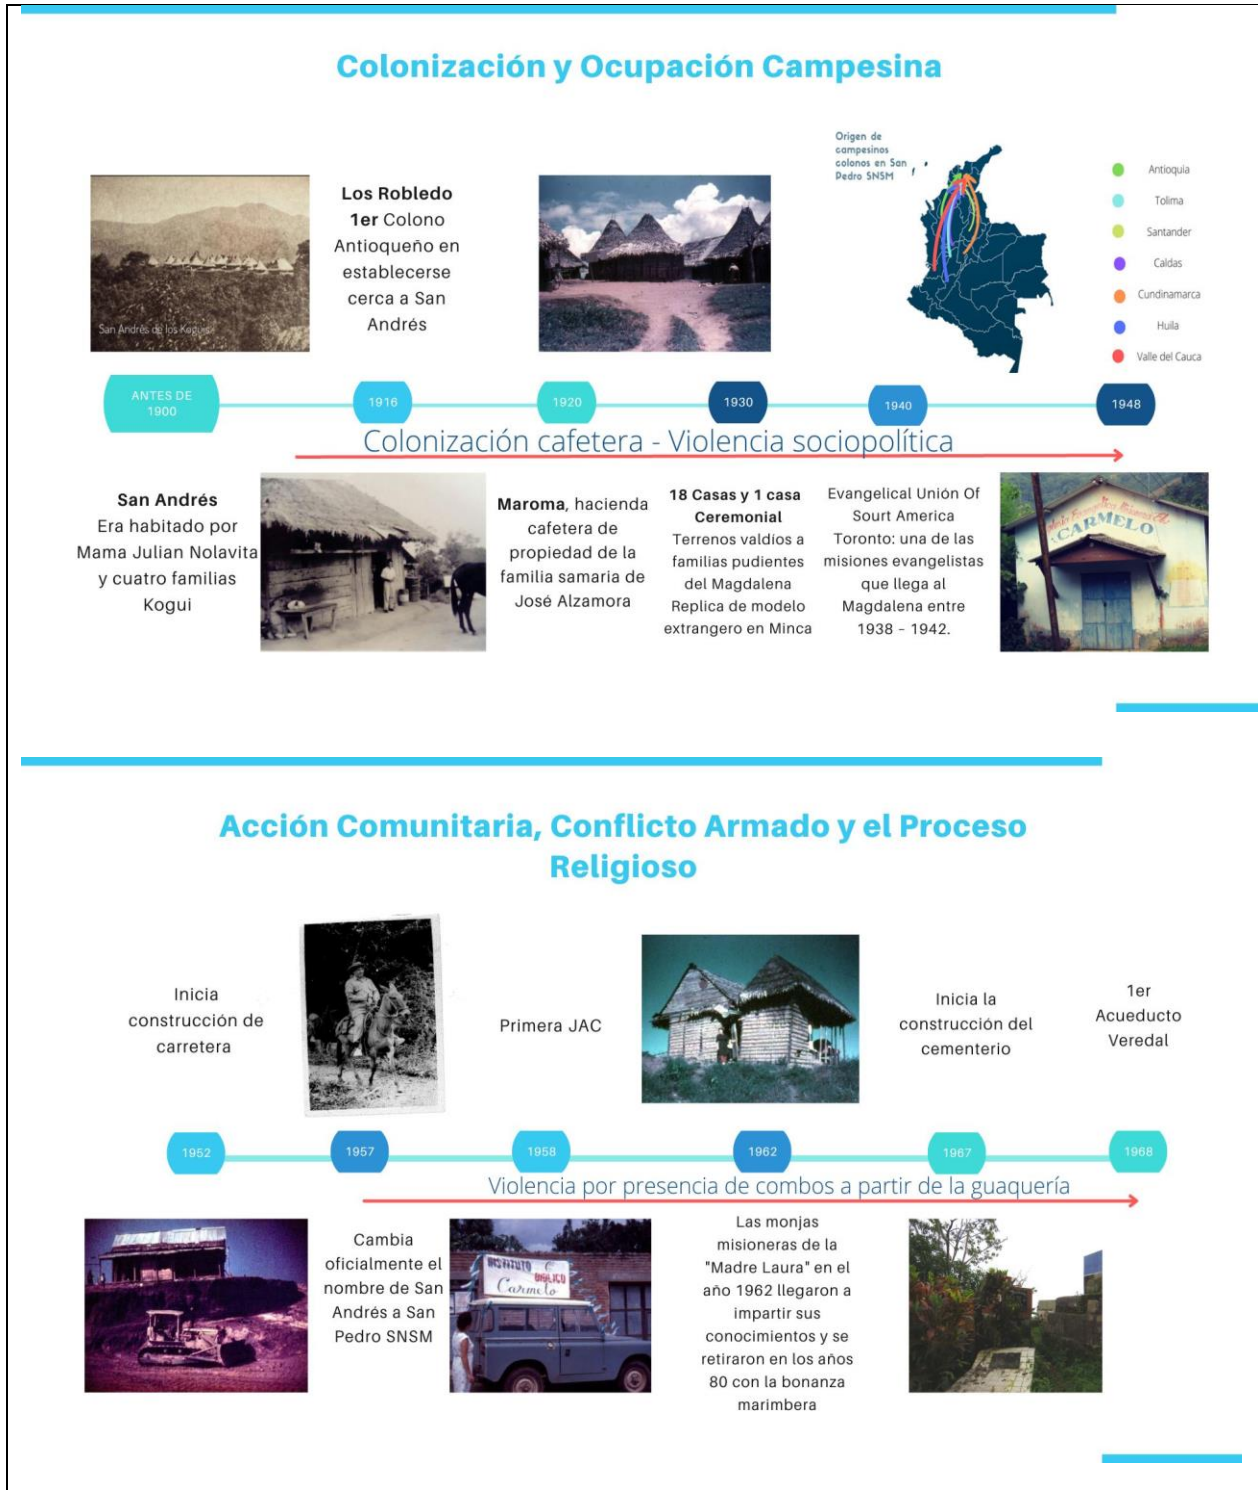 Colonización y Ocupación Campesina
Origen de
campesinos
colonos en San
Pedro SNSM
Antioquia
Tolima
Santander
Caldas
Cundinamarca
Huila
Valle del Cauca
San Andrés de los Koguis
Los Robledo
1er Colono
Antioqueño en
establecerse
cerca a San
Andrés
ANTES DE
1900
1916
1920
1930
1940
1948
Colonización cafetera - Violencia sociopolítica
San Andrés
Era habitado por
Mama Julian Nolavita
y cuatro familias
Kogui
Maroma, hacienda
cafetera de
propiedad de la
familia samaria de
José Alzamora
18 Casas y 1 casa
Ceremonial
Terrenos valdíos a
familias pudientes
del Magdalena
Replica de modelo
extrangero en Minca
Evangelical Unión Of
Sourt America
Toronto: una de las
misiones evangelistas
que llega al
Magdalena entre
1938 – 1942.
CARMELO
Acción Comunitaria, Conflicto Armado y el Proceso
Religioso
Inicia
construcción de
carretera
Primera JAC
Inicia la
construcción del
cementerio
1er
Acueducto
Veredal
1952
1957
1958
1962
1967
1968
Violencia por presencia de combos a partir de la guaquería
Cambia
oficialmente el
nombre de San
Andrés a San
Pedro SNSM
INSTITUTO
BIBLICO
Carmelo
Las monjas
misioneras de la
"Madre Laura" en el
año 1962 llegaron a
impartir sus
conocimientos y se
retiraron en los años
80 con la bonanza
marimbera